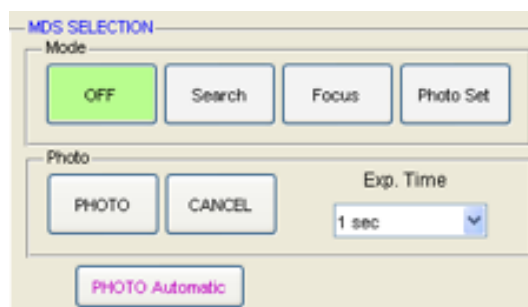 MDS SELECTION
Mode
OFF Search Focus Photo Set
Photo
Exp. Time
PHOTO CANCEL
1 sec
PHOTO Automatic